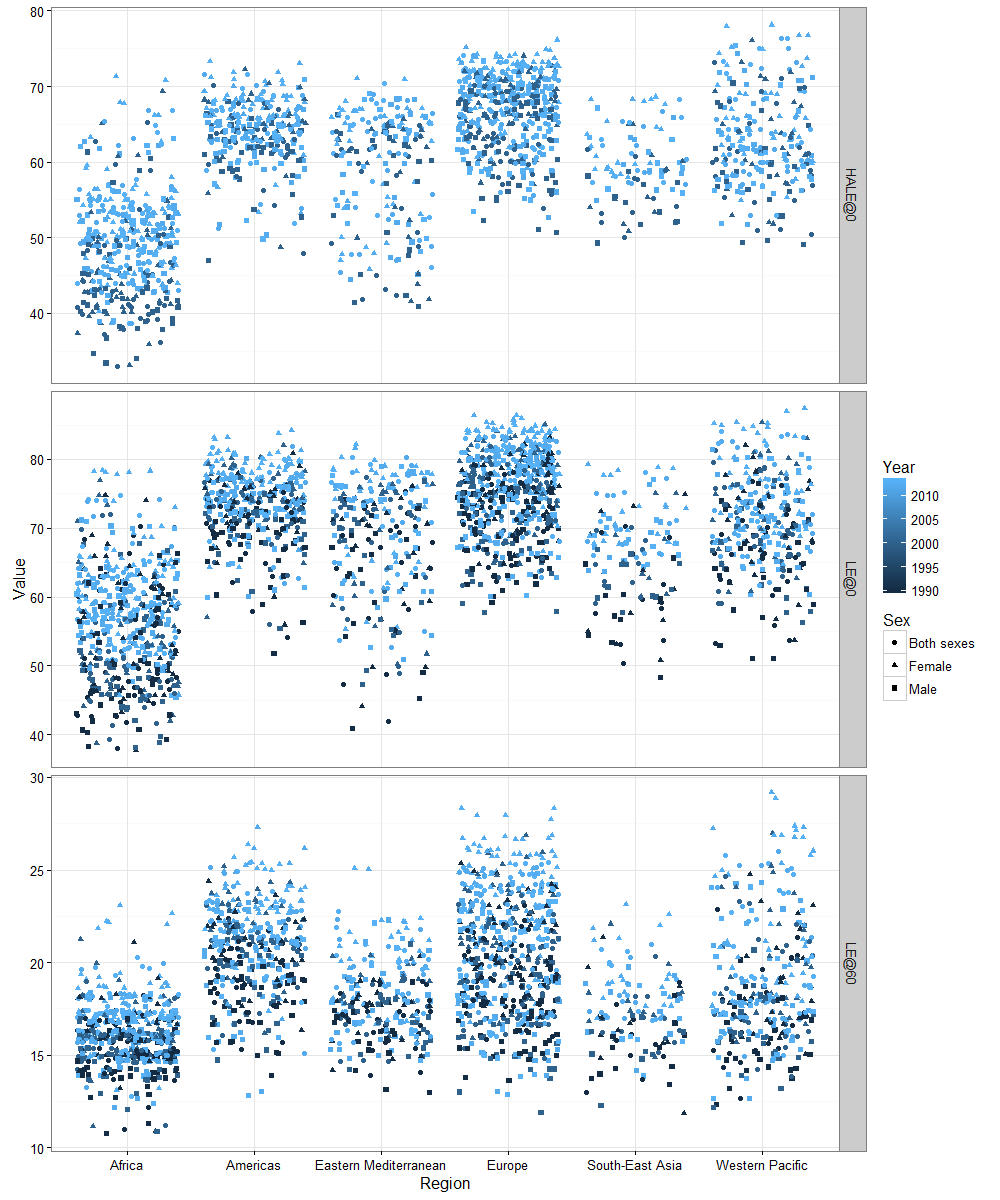 80
70
60
50
40
HALE@0
80
70
60
50
40
LE@0
Value
30
25
20
15
10
LE@60
Africa
Americas
Eastern Mediterranean
Europe
South-East Asia
Western Pacific
Region
Year
2010
2005
2000
1995
1990
Sex
Both sexes
Female
Male